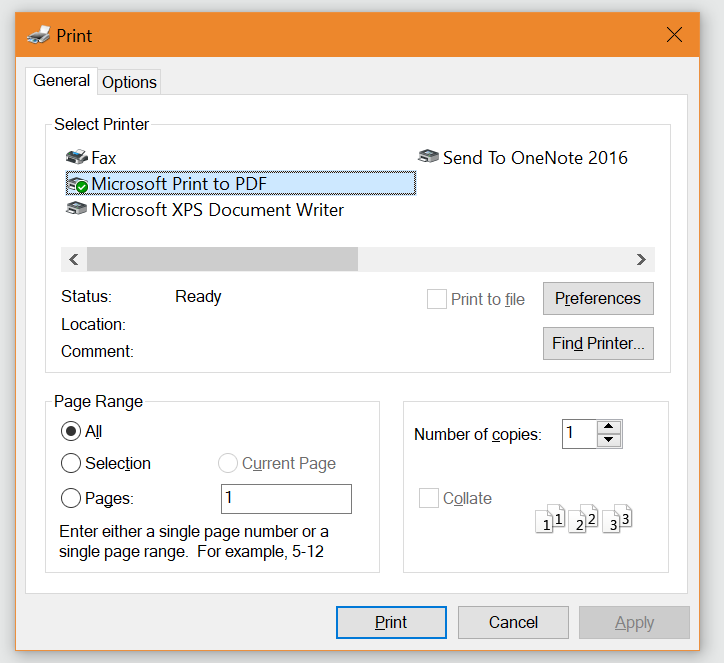 Print
General Options
Select Printer
Fax Send To OneNote 2016
Microsoft Print to PDF
Microsoft XPS Document Writer
Status: Ready Print to file Preferences
Location:
Comment: Find Printer...
Page Range
All
Selection Current Page
Pages: 1
Enter either a single page number or a
single page range. For example, 5-12
Number of copies: 1
Collate
1 1 2 2 3 3
Print Cancel Apply